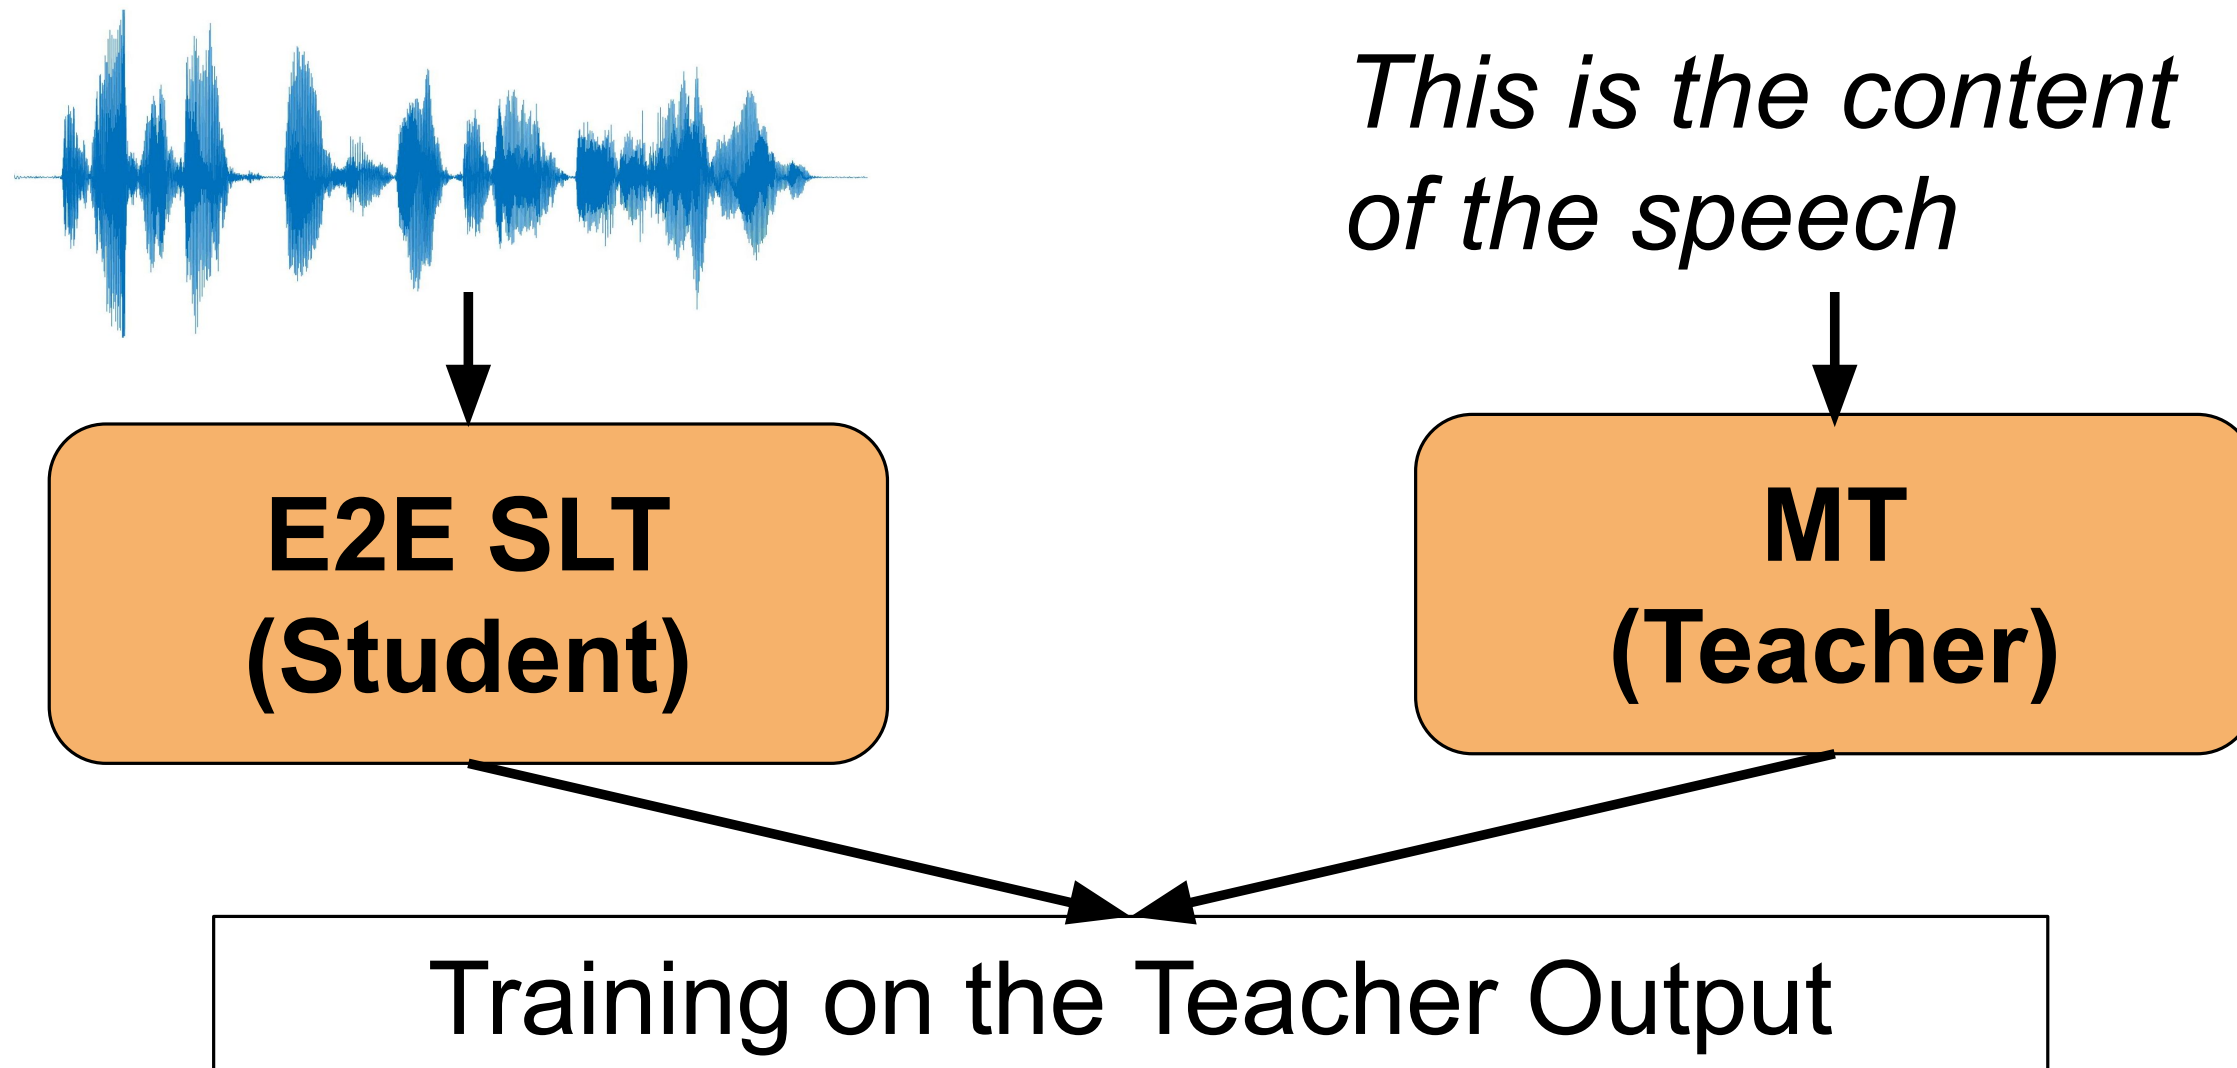 This is the content
of the speech
E2E SLT
(Student)
MT
(Teacher)
Training on the Teacher Output